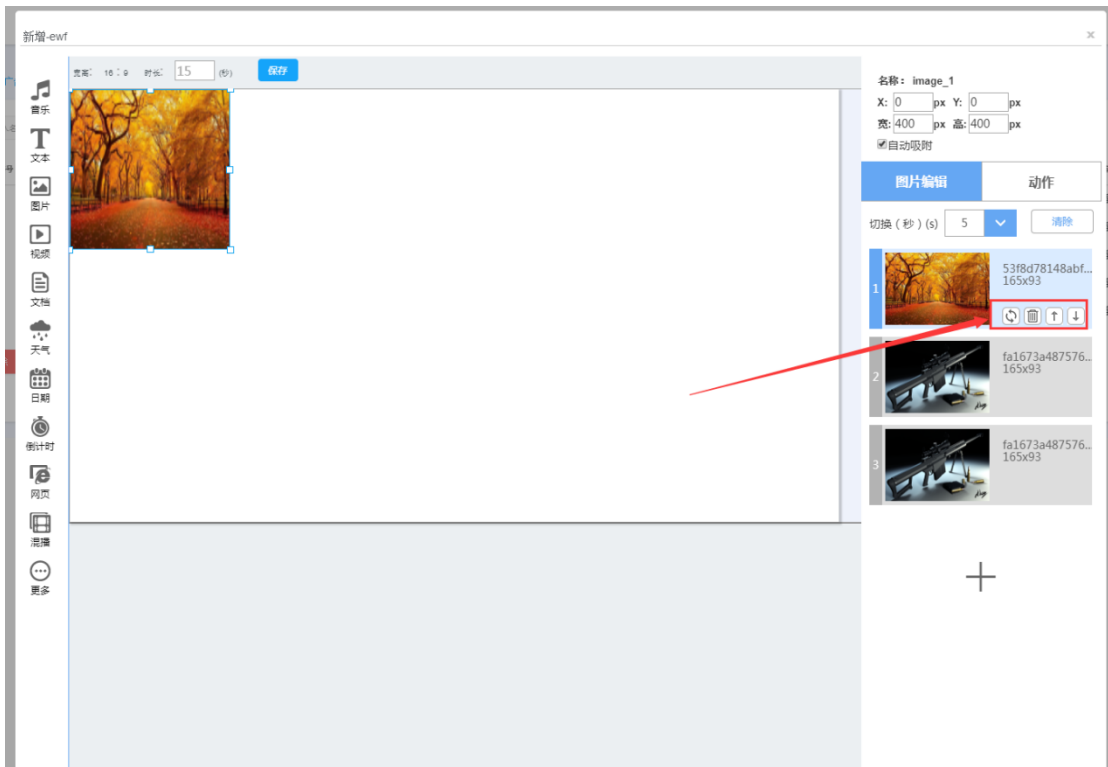 新增-ewf
×
宽高: 16:9 时长: 15 (秒) 保存
音乐
文本
图片
视频
文档
天气
日期
倒计时
网页
混播
更多
名称: image_1
X: 0 px Y: 0 px
宽: 400 px 高: 400 px
自动吸附
图片编辑 动作
切换(秒)(s) 5 清除
1
53f8d78148abf...
165x93
2
fa1673a487576...
165x93
3
fa1673a487576...
165x93